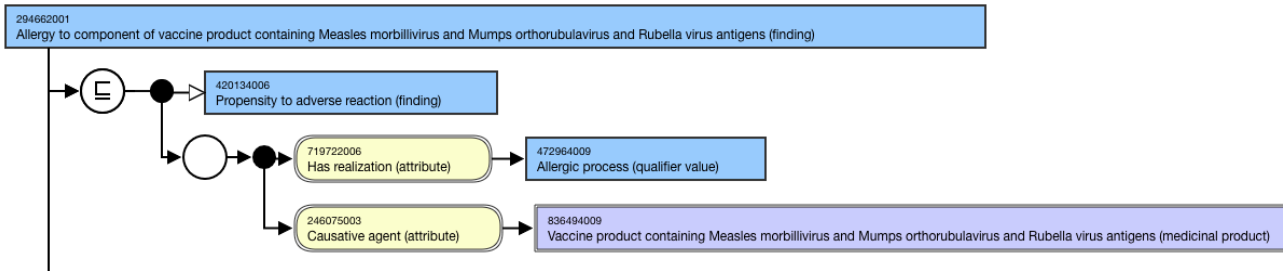 294662001
Allergy to component of vaccine product containing Measles morbillivirus and Mumps orthorubulavirus and Rubella virus antigens (finding)
⊑
420134006
Propensity to adverse reaction (finding)
719722006
Has realization (attribute)
472964009
Allergic process (qualifier value)
246075003
Causative agent (attribute)
836494009
Vaccine product containing Measles morbillivirus and Mumps orthorubulavirus and Rubella virus antigens (medicinal product)